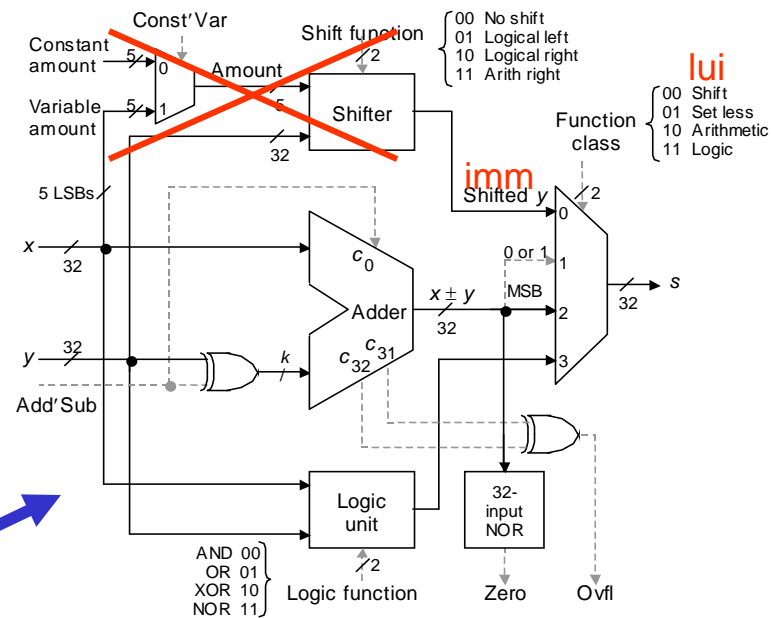 Const′Var
Constant
amount
5
0
Amount
5
Variable
amount
5
1
32
5 LSBs
Shift function
2
00 No shift
01 Logical left
10 Logical right
11 Arith right
Shifter
lui
Function
class
00 Shift
01 Set less
10 Arithmetic
11 Logic
2
imm
Shifted y
0
0 or 1
1
MSB
2
3
32
s
x
32
c0
Adder
x ± y
32
c31
c32
k
y
32
Add′Sub
Logic
unit
32-
input
NOR
AND 00
OR 01
XOR 10
NOR 11
2
Logic function
Zero
Ovfl